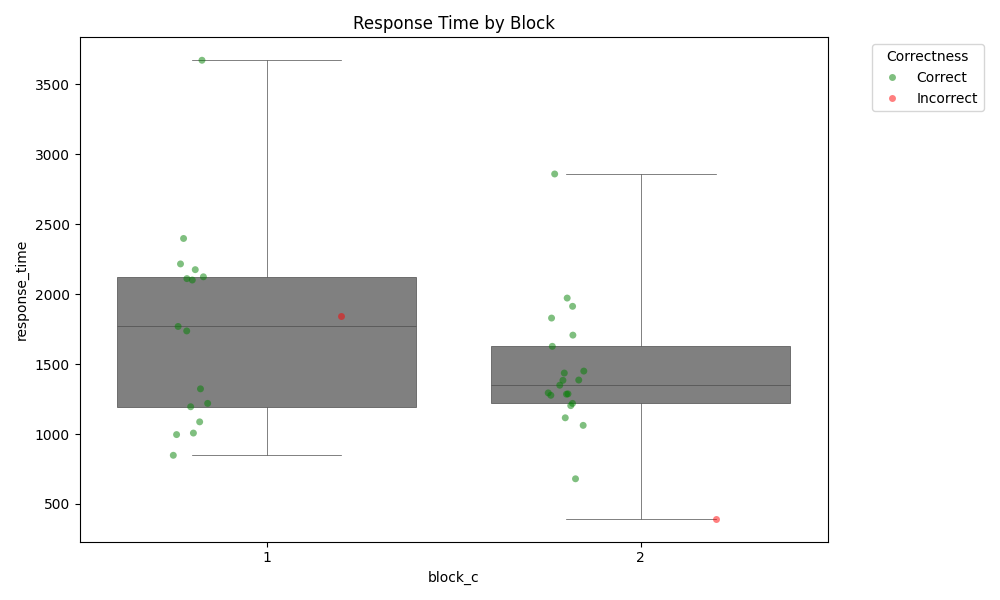 Response Time by Block
Correctness
Correct
Incorrect
response_time
3500
3000
2500
2000
1500
1000
500
1
2
block_c